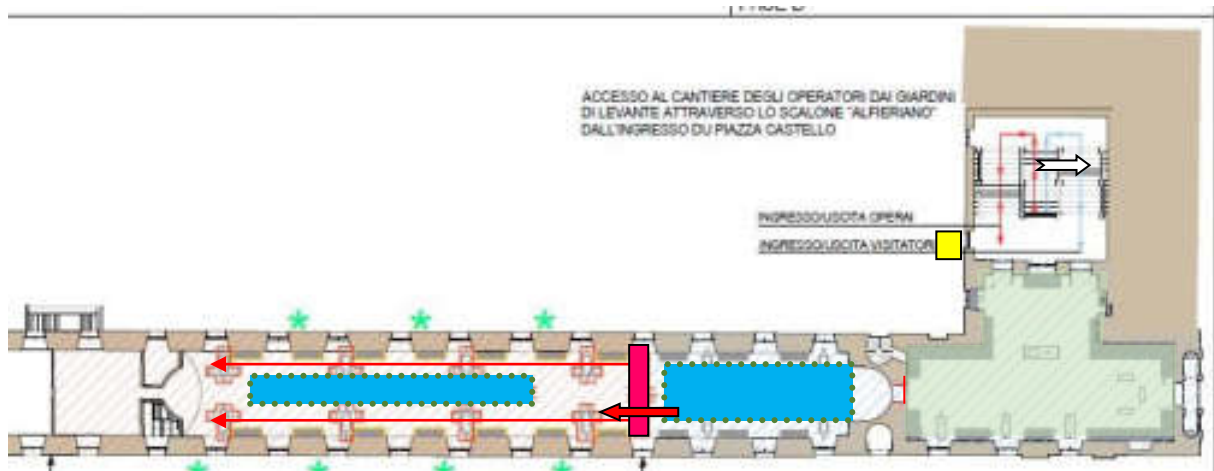 ACCESSO AL CANTIERE DEGLI OPERATORI DAI GIARDINI
DI LEVANTE ATTRAVERSO LO SCALONE "ALFIERIANO"
DALL'INGRESSO DU PIAZZA CASTELLO
INGRESSO/USCITA OPERAI
INGRESSO/USCITA VISITATORI